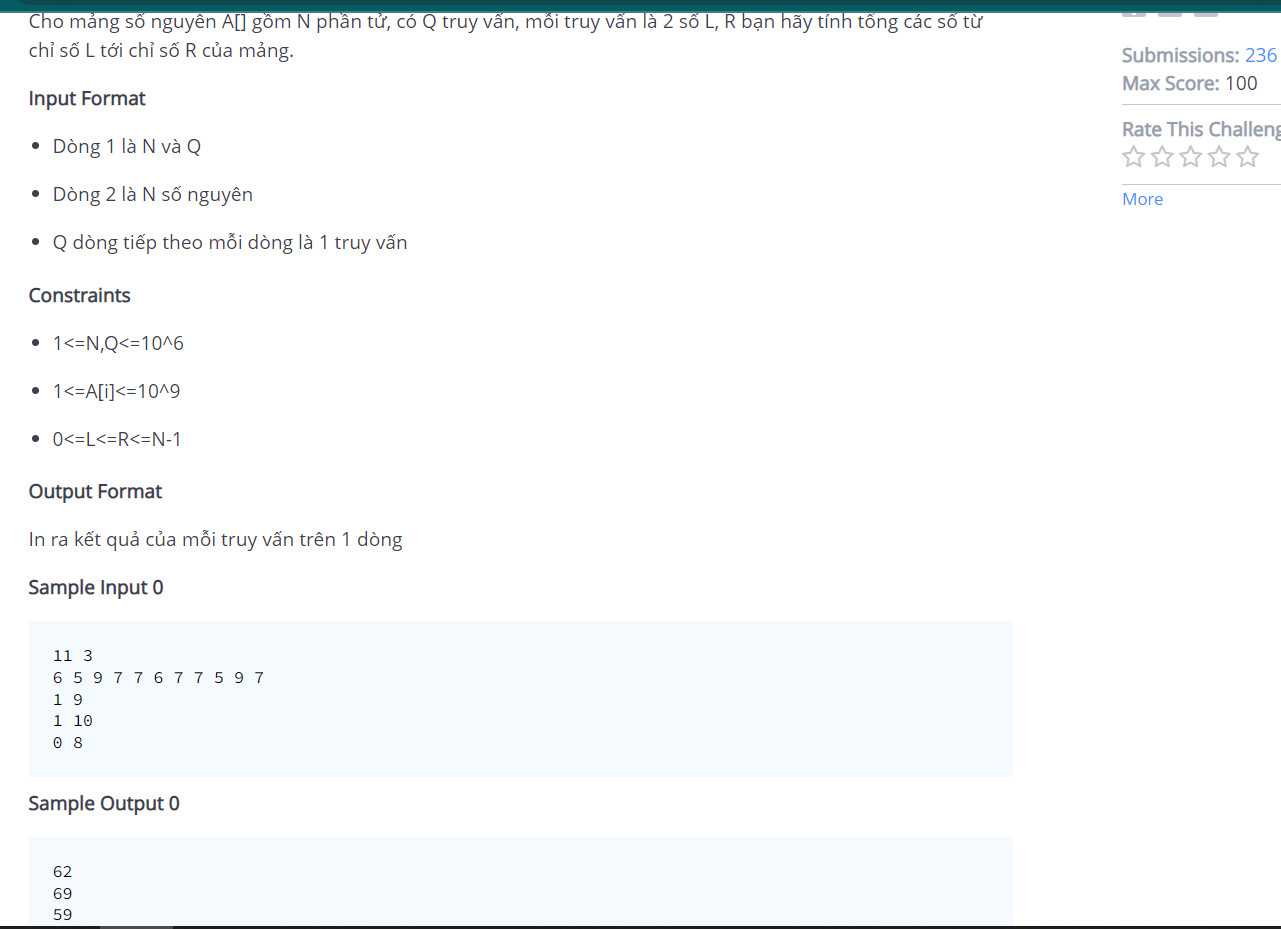 Cho mảng số nguyên A[] gồm N phần tử, có Q truy vấn, mỗi truy vấn là 2 số L, R bạn hãy tính tổng các số từ
chỉ số L tới chỉ số R của mảng.
Submissions: 236
Max Score: 100
Input Format
Rate This Challeng
Dòng 1 là N và Q
Dòng 2 là N số nguyên
More
Q dòng tiếp theo mỗi dòng là 1 truy vấn
Constraints
1<=N,Q<=10^6
1<=A[i]<=10^9
0<=L<=R<=N-1
Output Format
In ra kết quả của mỗi truy vấn trên 1 dòng
Sample Input 0
11 3
6 5 9 7 7 6 7 7 5 9 7
1 9
1 10
0 8
Sample Output 0
62
69
59